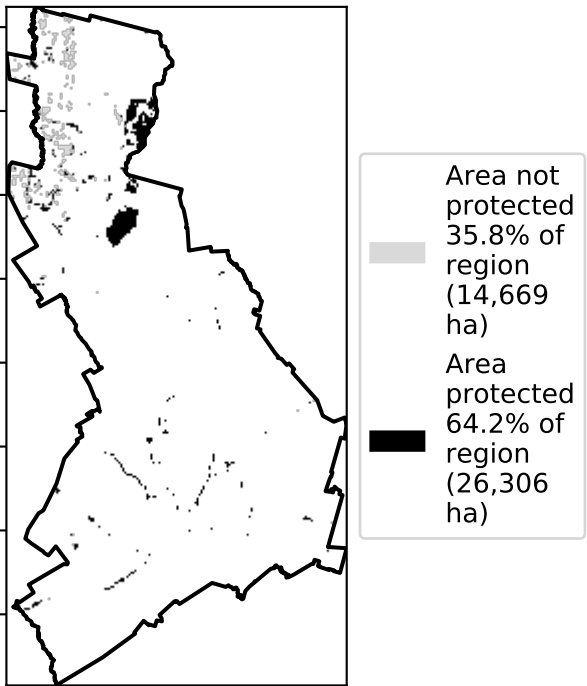 Area not
protected
35.8% of
region
(14,669
ha)
Area
protected
64.2% of
region
(26,306
ha)